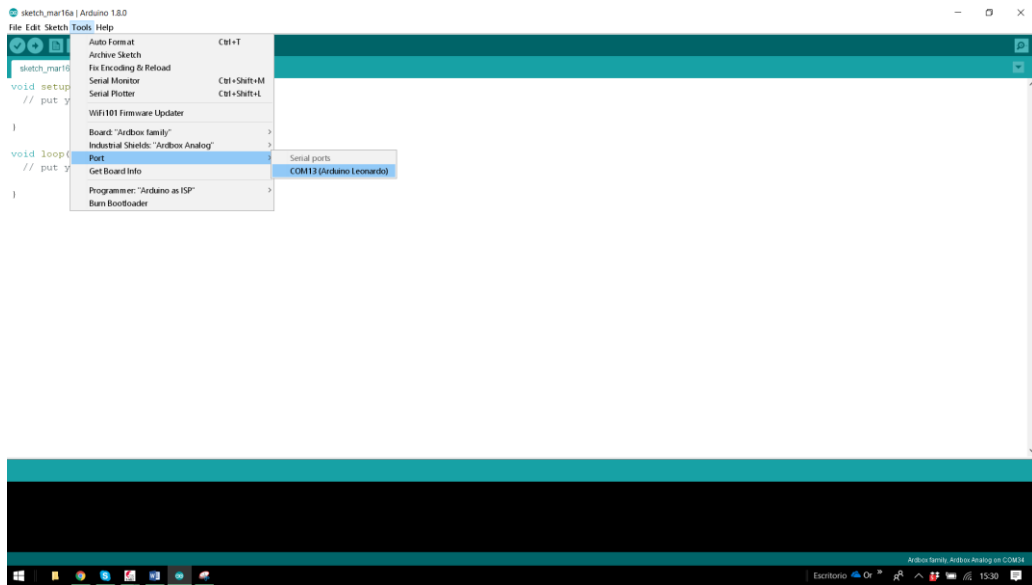 sketch_mar16a | Arduino 1.8.0
File Edit Sketch Tools Help
Auto Format Ctrl+T
Archive Sketch
sketch_mar16 Fix Encoding & Reload
void setup Serial Monitor Ctrl+Shift+M
// put y Serial Plotter Ctrl+Shift+L
WiFi101 Firmware Updater
}
Board: "Ardbox family"
Industrial Shields: "Ardbox Analog"
void loop( Port Serial ports
// put y Get Board Info COM13 (Arduino Leonardo)
} Programmer: "Arduino as ISP"
Burn Bootloader
Ardbox family, Ardbox Analog on COM34
Escritorio Or 15:30